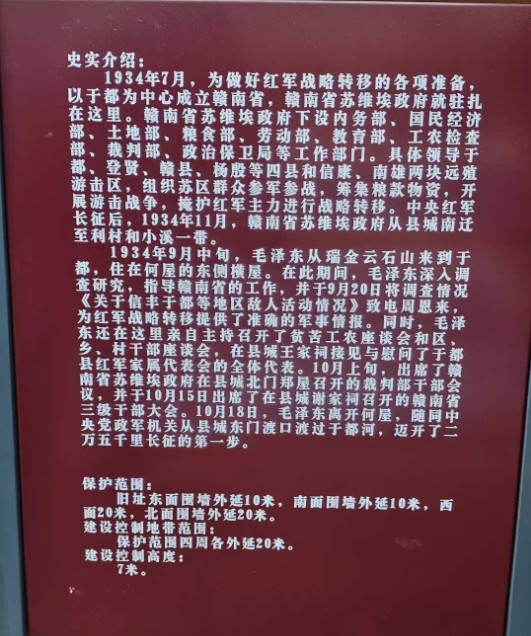 史实介绍：
1934年7月，为做好红军战略转移的各项准备，
以于都为中心成立赣南省，赣南省苏维埃政府就驻扎
在这里。赣南省苏维埃政府下设内务部、国民经济
部、土地部、粮食部、劳动部、教育部、工农检查
部、裁判部、政治保卫局等工作部门。具体领导于
都、登贤、赣县、杨殷等四县和信康、南雄两块远殖
游击区，组织苏区群众参军参战，筹集粮款物资，开
展游击战争，掩护红军主力进行战略转移。中央红军
长征后，1934年11月，赣南省苏维埃政府从县城南迁
至利村和小溪一带。
1934年9月中旬，毛泽东从瑞金云石山来到于
都，住在何屋的东侧横屋。在此期间，毛泽东深入调
查研究，指导赣南省的工作，并于9月20日将调查情况
《关于信丰于都等地区敌人活动情况》致电周恩来，
为红军战略转移提供了准确的军事情报。同时，毛泽
东还在这里亲自主持召开了贫苦工农座谈会和区、
乡、村干部座谈会，在县城王家祠接见与慰问了于都
县红军家属代表会的全体代表。10月上旬，出席了赣
南省苏维埃政府在县城北门郑屋召开的裁判部干部会
议，并于10月15日出席了在县城谢家祠召开的赣南省
三级干部大会。10月18日，毛泽东离开何屋，随同中
央党政军机关从县城东门渡口渡过于都河，迈开了二
万五千里长征的第一步。
保护范围：
旧址东面围墙外延10米，南面围墙外延10米，西
面20米，北面围墙外延20米。
建设控制地带范围：
保护范围四周各外延20米。
建设控制高度：
7米。